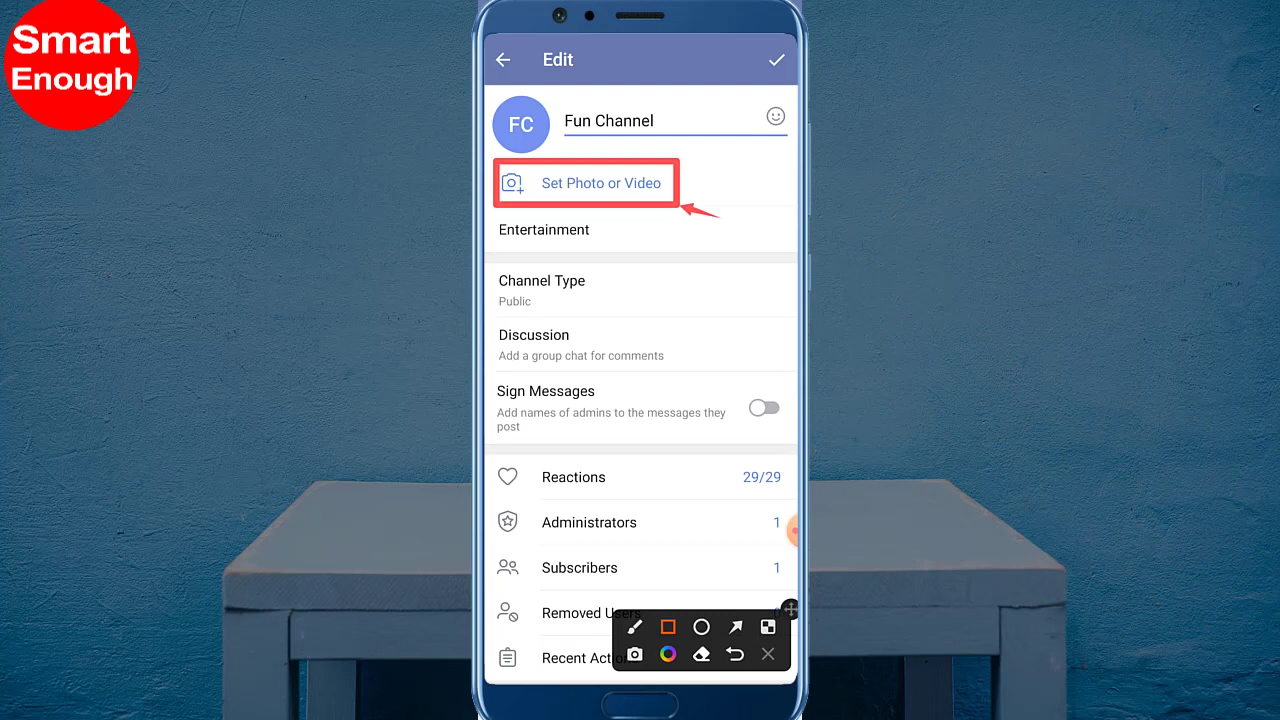 Smart
Enough
Edit
FC
Fun Channel
Set Photo or Video
Entertainment
Channel Type
Public
Discussion
Add a group chat for comments
Sign Messages
Add names of admins to the messages they
post
Reactions 29/29
Administrators 1
Subscribers 1
Removed Users
Recent